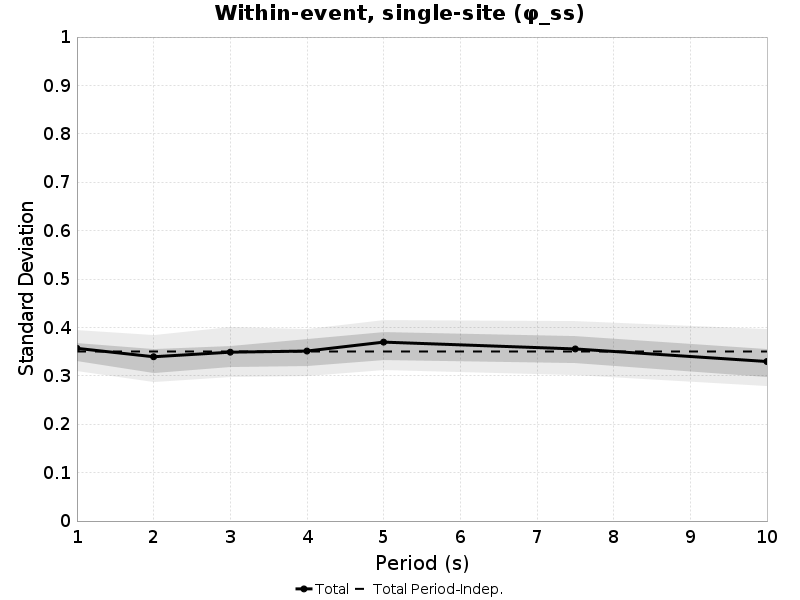 Within-event, single-site (φ_ss)
Standard Deviation
1
0.9
0.8
0.7
0.6
0.5
0.4
0.3
0.2
0.1
0
1 2 3 4 5 6 7 8 9 10
Period (s)
Total Total Period-Indep.